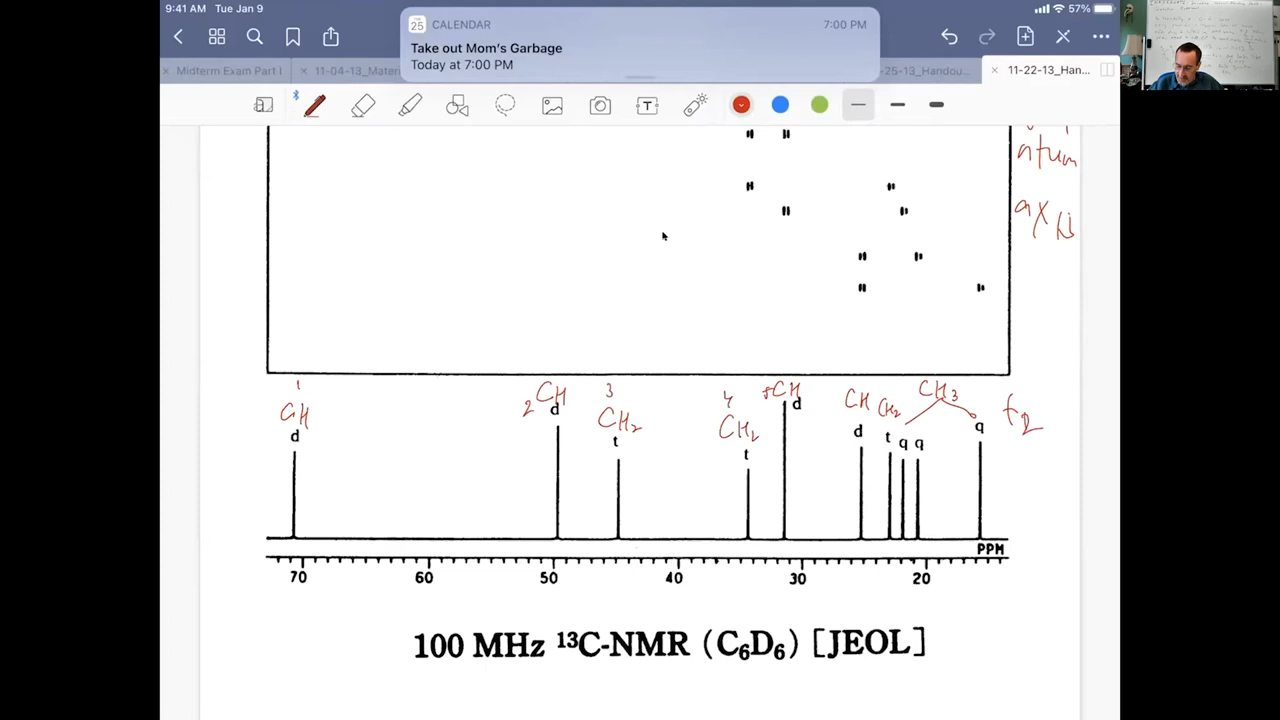 9:41 AM Tue Jan 9
57%
25
CALENDAR
7:00 PM
Take out Mom's Garbage
Today at 7:00 PM
Midterm Exam Part I
11-04-13_Mater
-25-13_Handou...
11-22-13_Han...
T
ntum
axis
1
CH
d
2 CH
d
3
CH2
t
4
CH2
t
5 CH
d
CH
d
CH2
t
CH3
q q
q
f2
PPM
70 60 50 40 30 20
100 MHz ¹³C-NMR (C₆D₆) [JEOL]